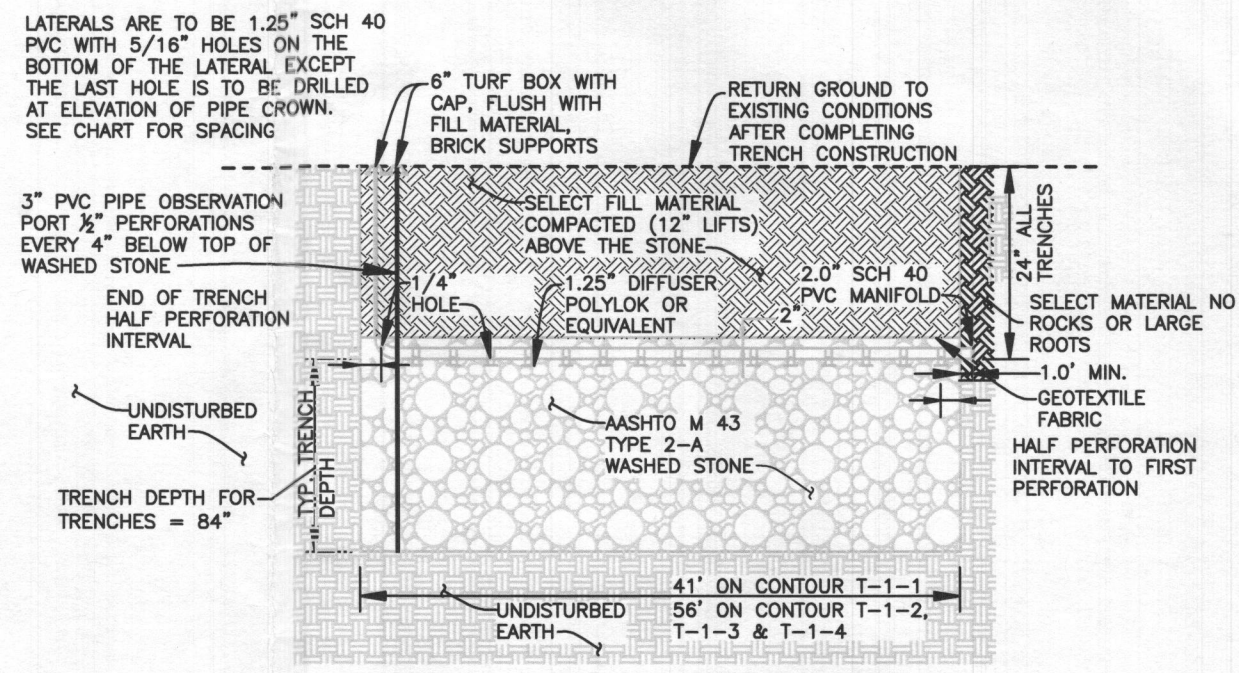 LATERALS ARE TO BE 1.25" SCH 40
PVC WITH 5/16" HOLES ON THE
BOTTOM OF THE LATERAL EXCEPT
THE LAST HOLE IS TO BE DRILLED
AT ELEVATION OF PIPE CROWN.
SEE CHART FOR SPACING
6" TURF BOX WITH
CAP, FLUSH WITH
FILL MATERIAL,
BRICK SUPPORTS
RETURN GROUND TO
EXISTING CONDITIONS
AFTER COMPLETING
TRENCH CONSTRUCTION
3" PVC PIPE OBSERVATION
PORT ½" PERFORATIONS
EVERY 4" BELOW TOP OF
WASHED STONE
SELECT FILL MATERIAL
COMPACTED (12" LIFTS)
ABOVE THE STONE
24" ALL
TRENCHES
END OF TRENCH
HALF PERFORATION
INTERVAL
1/4"
HOLE
1.25" DIFFUSER
POLYLOK OR
EQUIVALENT
2"
2.0" SCH 40
PVC MANIFOLD
SELECT MATERIAL NO
ROCKS OR LARGE
ROOTS
1.0' MIN.
GEOTEXTILE
FABRIC
HALF PERFORATION
INTERVAL TO FIRST
PERFORATION
UNDISTURBED
EARTH
AASHTO M 43
TYPE 2-A
WASHED STONE
TYP. TRENCH
DEPTH
TRENCH DEPTH FOR
TRENCHES = 84"
41' ON CONTOUR T-1-1
56' ON CONTOUR T-1-2,
T-1-3 & T-1-4
UNDISTURBED
EARTH